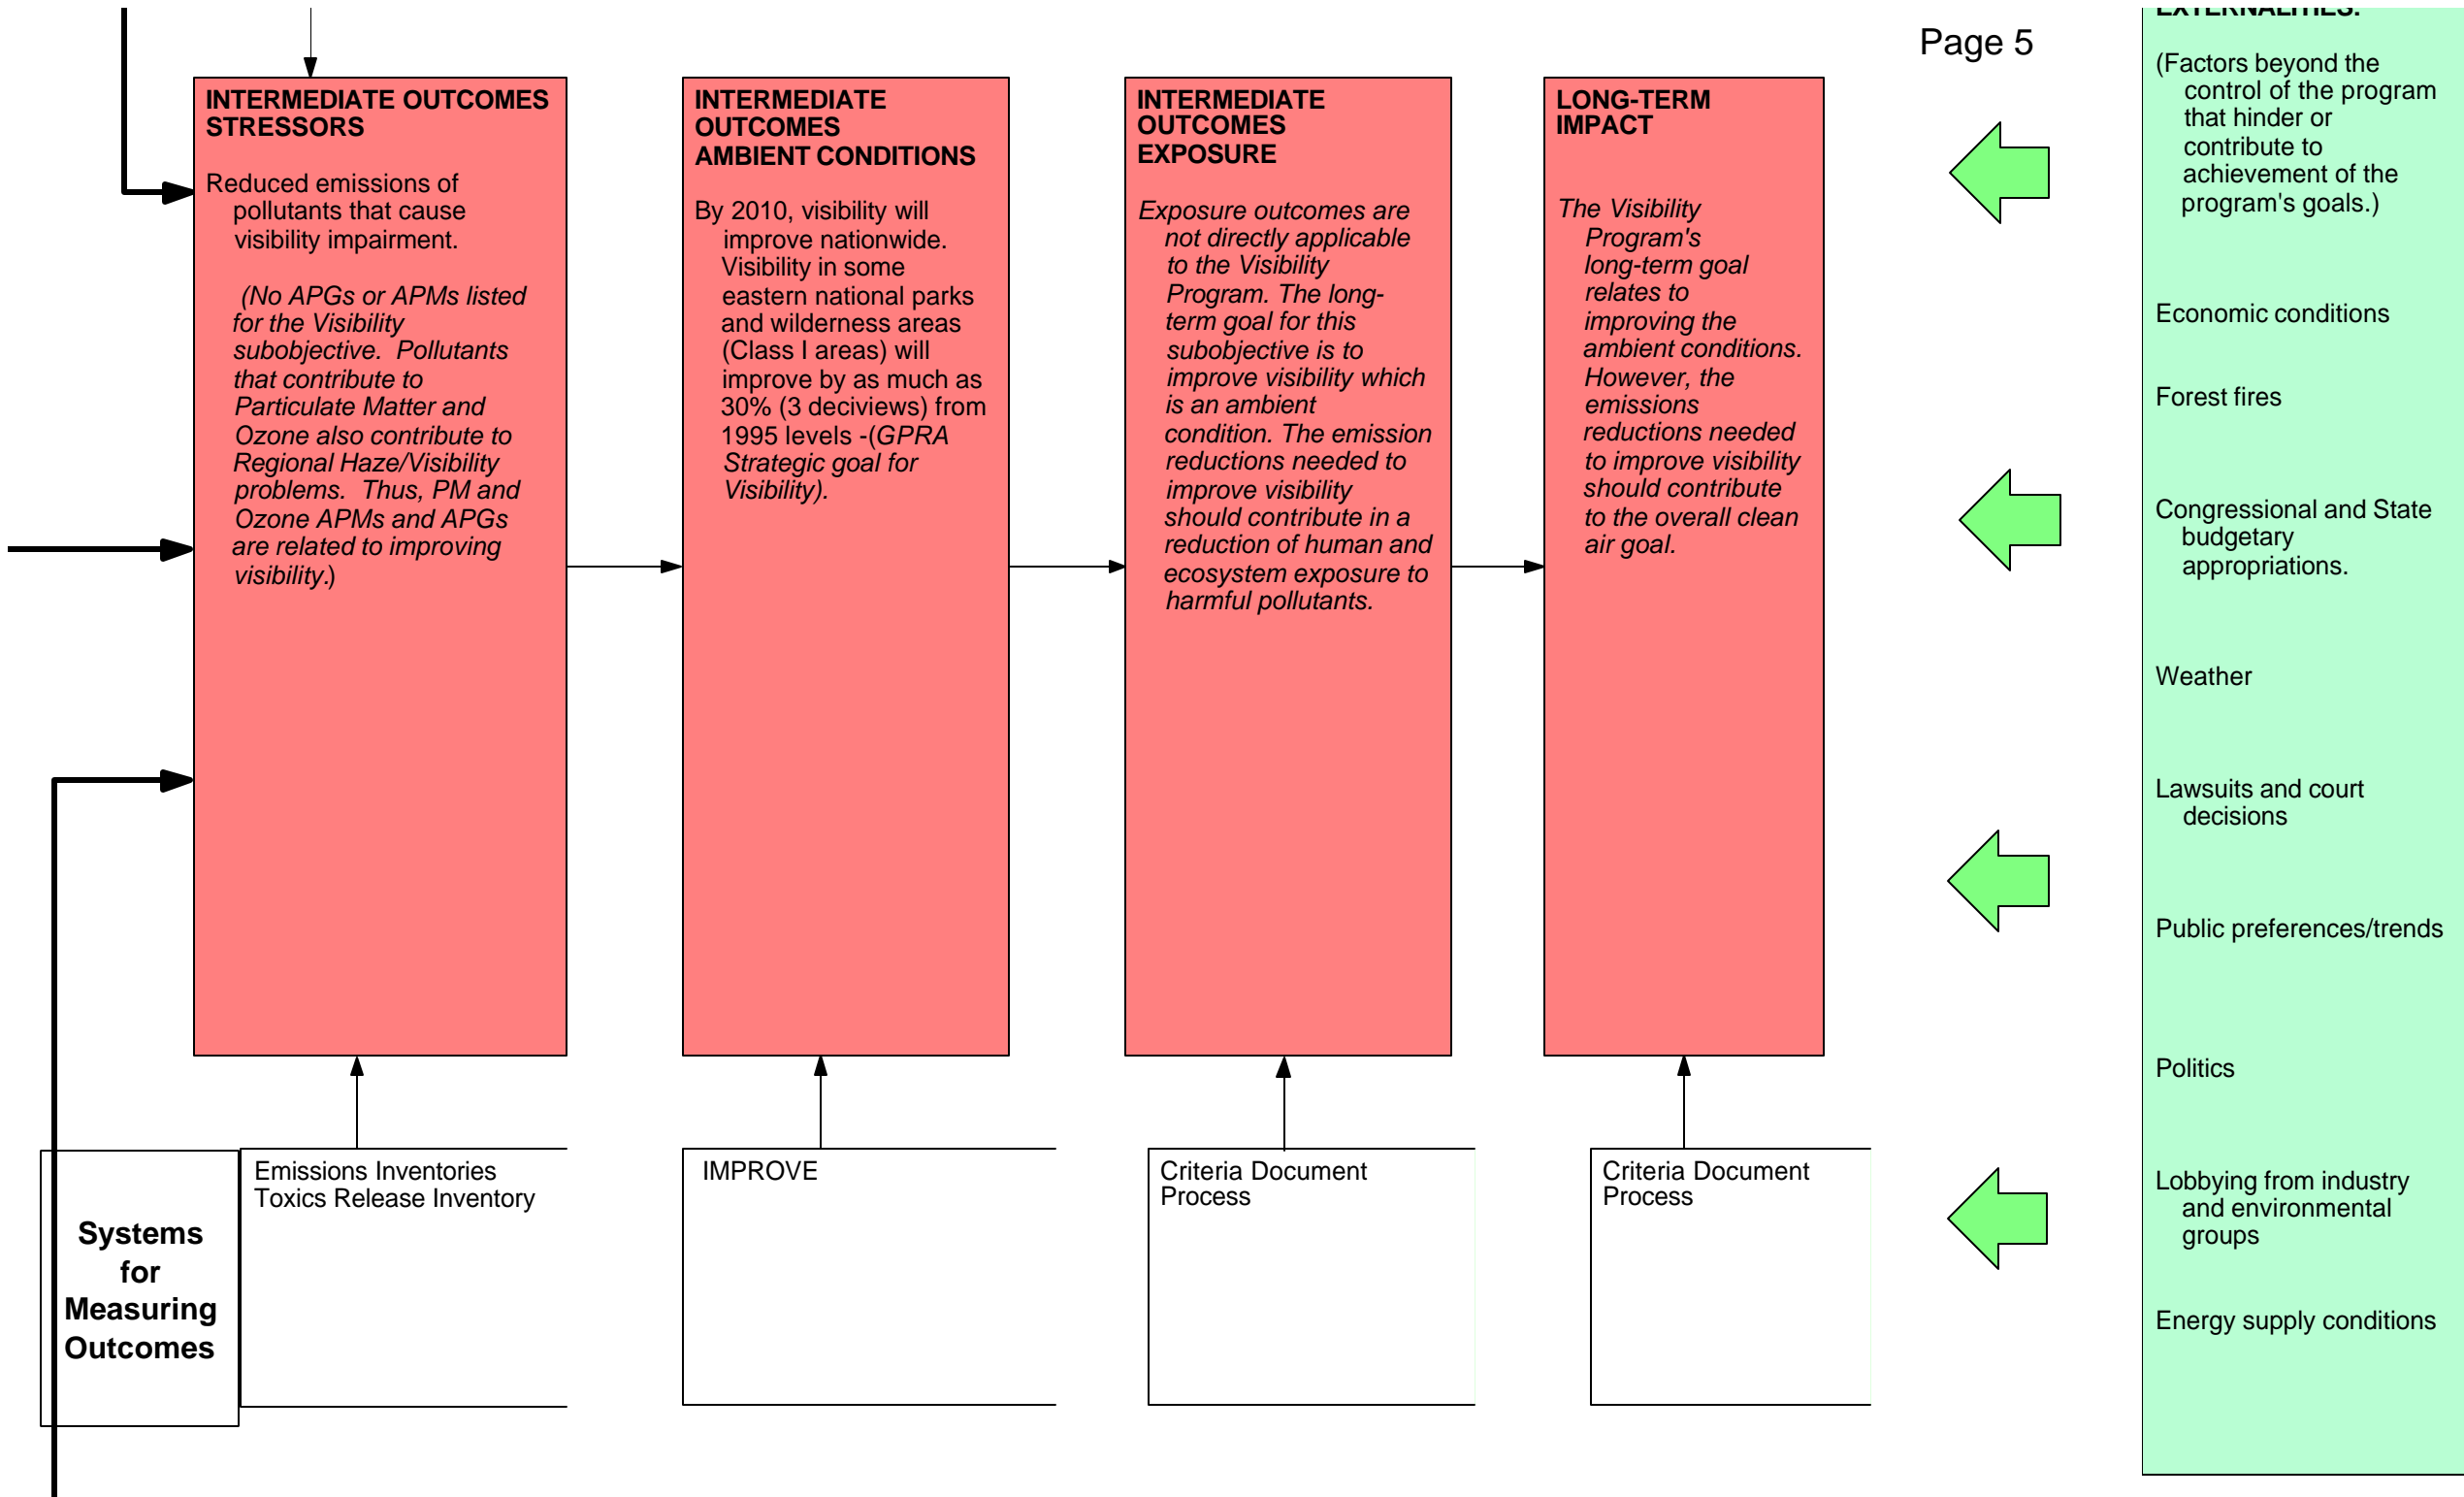 Page 5
INTERMEDIATE OUTCOMES
STRESSORS
Reduced emissions of
pollutants that cause
visibility impairment.
(No APGs or APMs listed
for the Visibility
subobjective. Pollutants
that contribute to
Particulate Matter and
Ozone also contribute to
Regional Haze/Visibility
problems. Thus, PM and
Ozone APMs and APGs
are related to improving
visibility.)
INTERMEDIATE
OUTCOMES
AMBIENT CONDITIONS
By 2010, visibility will
improve nationwide.
Visibility in some
eastern national parks
and wilderness areas
(Class I areas) will
improve by as much as
30% (3 deciviews) from
1995 levels -(GPRA
Strategic goal for
Visibility).
INTERMEDIATE
OUTCOMES
EXPOSURE
Exposure outcomes are
not directly applicable
to the Visibility
Program. The long-
term goal for this
subobjective is to
improve visibility which
is an ambient
condition. The emission
reductions needed to
improve visibility
should contribute in a
reduction of human and
ecosystem exposure to
harmful pollutants.
LONG-TERM
IMPACT
The Visibility
Program's
long-term goal
relates to
improving the
ambient conditions.
However, the
emissions
reductions needed
to improve visibility
should contribute
to the overall clean
air goal.
EXTERNALITIES:
(Factors beyond the
control of the program
that hinder or
contribute to
achievement of the
program's goals.)
Economic conditions
Forest fires
Congressional and State
budgetary
appropriations.
Weather
Lawsuits and court
decisions
Public preferences/trends
Politics
Lobbying from industry
and environmental
groups
Energy supply conditions
Systems
for
Measuring
Outcomes
Emissions Inventories
Toxics Release Inventory
IMPROVE
Criteria Document
Process
Criteria Document
Process